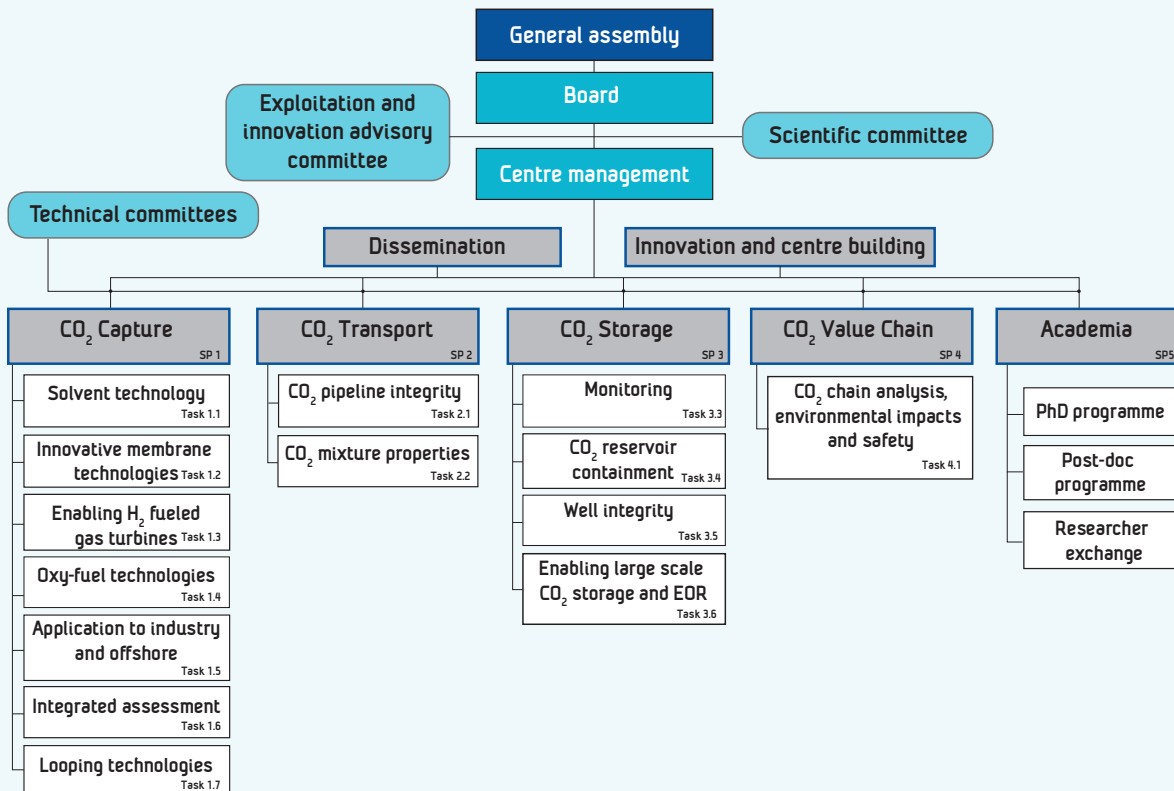 General assembly
Board
Exploitation and
innovation advisory
committee
Scientific committee
Centre management
Technical committees
Dissemination
Innovation and centre building
CO₂ Capture
SP 1
CO₂ Transport
SP 2
CO₂ Storage
SP 3
CO₂ Value Chain
SP 4
Academia
SP5
Solvent technology
Task 1.1
Innovative membrane
technologies Task 1.2
Enabling H₂ fueled
gas turbines Task 1.3
Oxy-fuel technologies
Task 1.4
Application to industry
and offshore
Task 1.5
Integrated assessment
Task 1.6
Looping technologies
Task 1.7
CO₂ pipeline integrity
Task 2.1
CO₂ mixture properties
Task 2.2
Monitoring
Task 3.3
CO₂ reservoir
containment Task 3.4
Well integrity
Task 3.5
Enabling large scale
CO₂ storage and EOR
Task 3.6
CO₂ chain analysis,
environmental impacts
and safety
Task 4.1
PhD programme
Post-doc
programme
Researcher
exchange